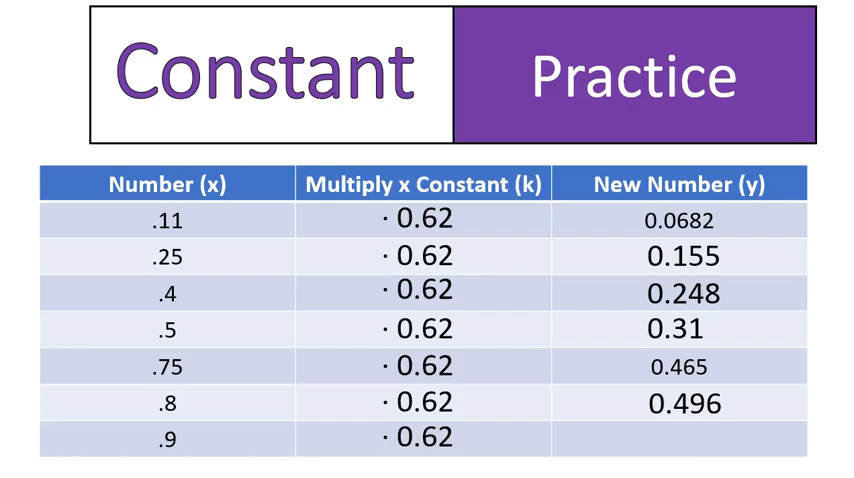 Constant Practice
Number (x) Multiply x Constant (k) New Number (y)
.11 · 0.62 0.0682
.25 · 0.62 0.155
.4 · 0.62 0.248
.5 · 0.62 0.31
.75 · 0.62 0.465
.8 · 0.62 0.496
.9 · 0.62